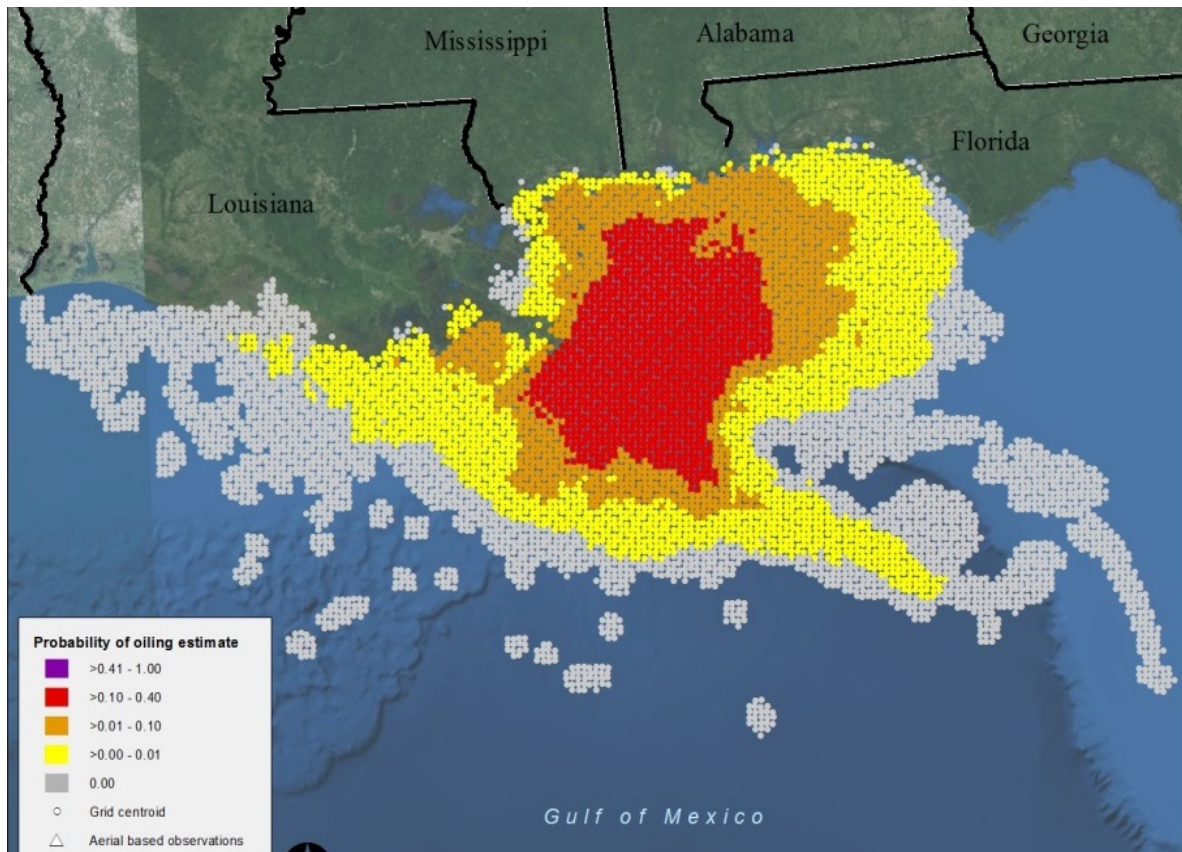 Mississippi
Alabama
Georgia
Florida
Louisiana
Probability of oiling estimate
>0.41 - 1.00
>0.10 - 0.40
>0.01 - 0.10
>0.00 - 0.01
0.00
Grid centroid
Aerial based observations
Gulf of Mexico